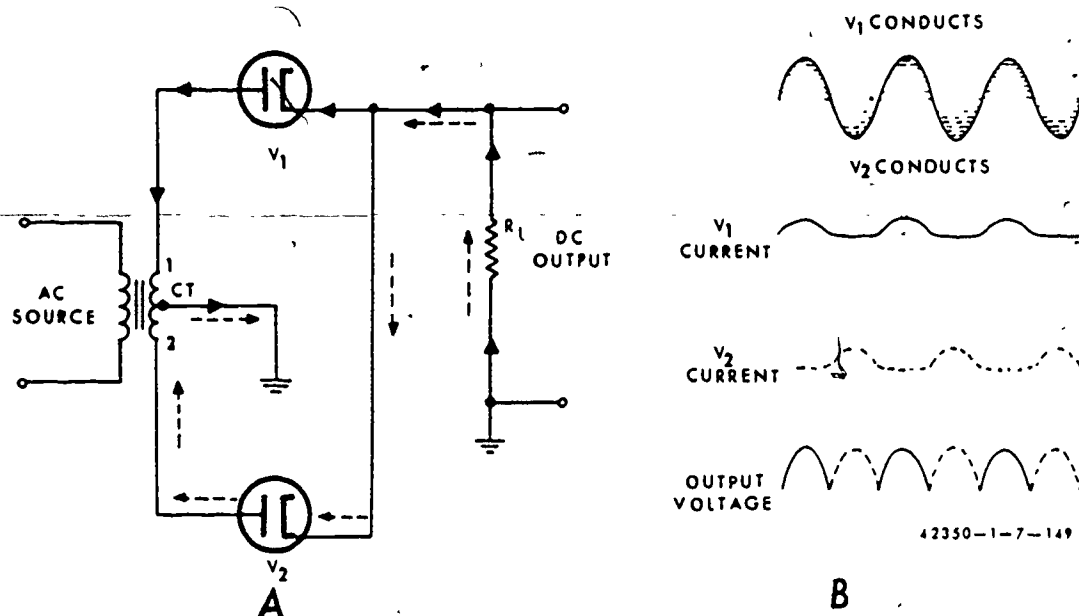 V1
1
CT
2
AC
SOURCE
RL
DC
OUTPUT
V2
A
V1 CONDUCTS
V2 CONDUCTS
V1
CURRENT
V2
CURRENT
OUTPUT
VOLTAGE
42350-1-7-149
B